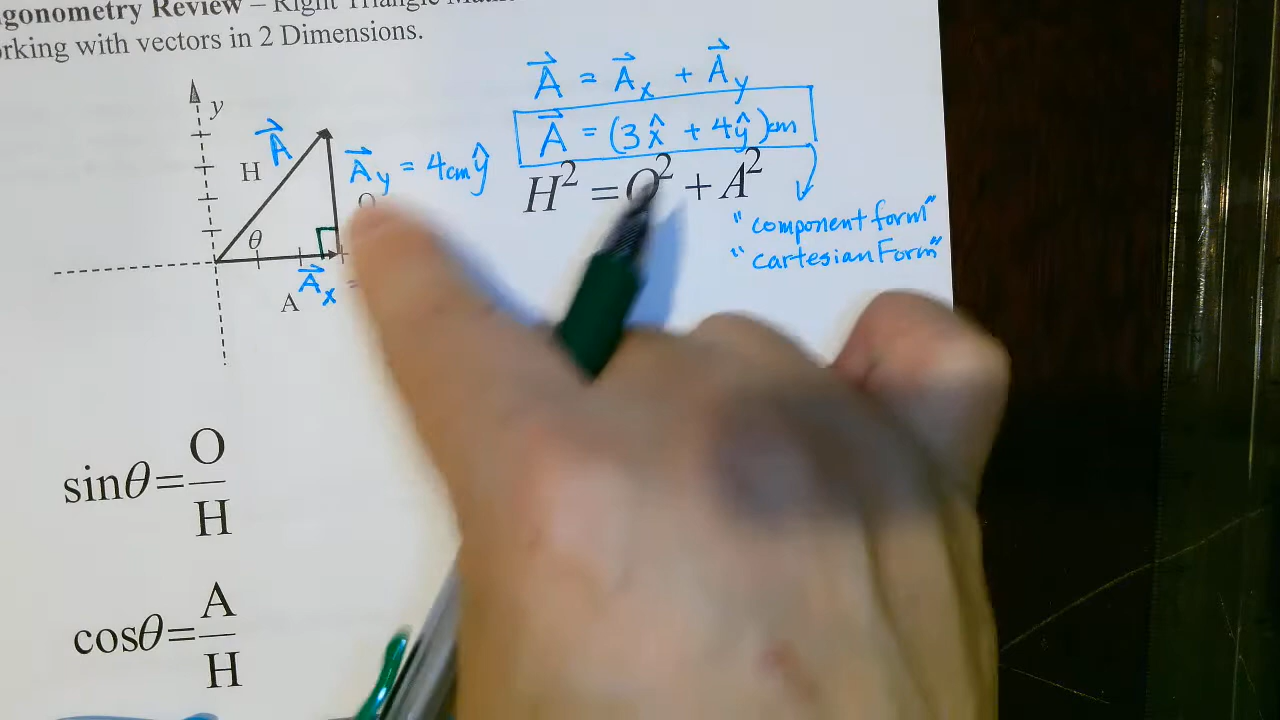 gonometry Review – Right Triangle
orking with vectors in 2 Dimensions.
y
H
A⃗
A⃗y = 4cm ŷ
O
θ
A⃗x =
A
A⃗ = A⃗x + A⃗y
A⃗ = (3x̂ + 4ŷ)cm
H² = O² + A²
"component form"
"cartesian Form"
sinθ = O/H
cosθ = A/H